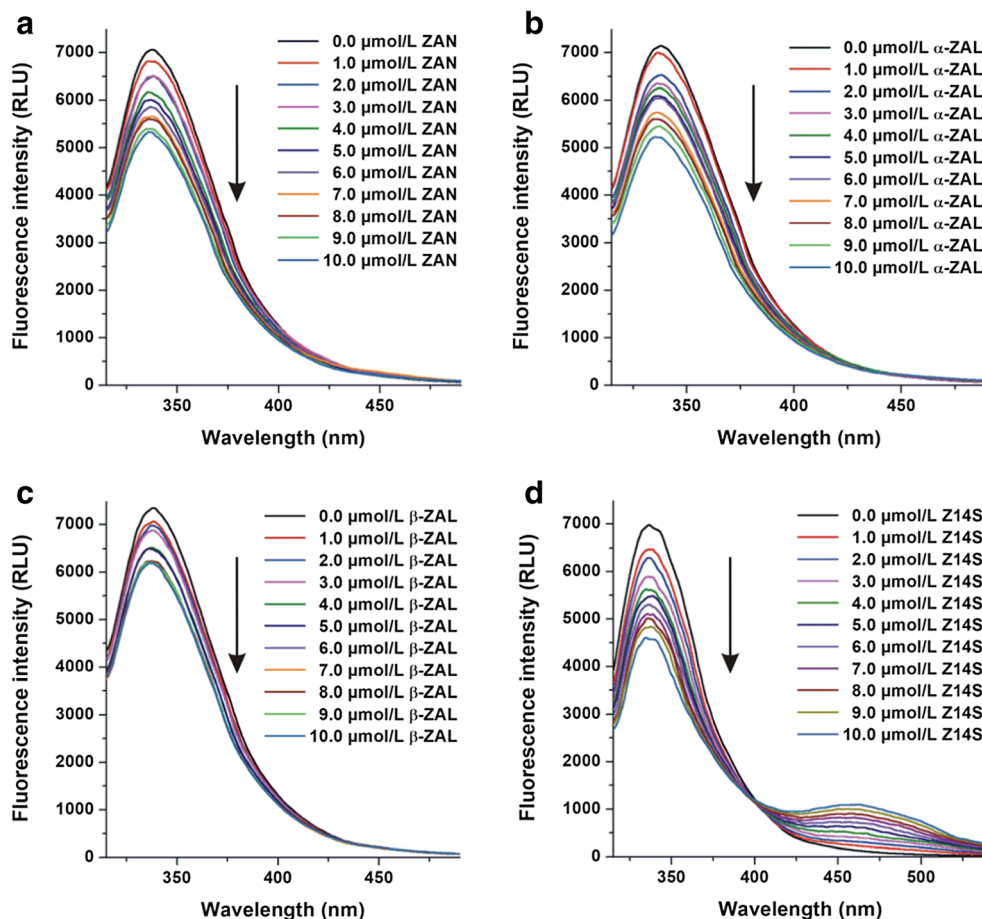 a
Fluorescence intensity (RLU)
7000
6000
5000
4000
3000
2000
1000
0
350
400
450
Wavelength (nm)
0.0 µmol/L ZAN
1.0 µmol/L ZAN
2.0 µmol/L ZAN
3.0 µmol/L ZAN
4.0 µmol/L ZAN
5.0 µmol/L ZAN
6.0 µmol/L ZAN
7.0 µmol/L ZAN
8.0 µmol/L ZAN
9.0 µmol/L ZAN
10.0 µmol/L ZAN
b
Fluorescence intensity (RLU)
7000
6000
5000
4000
3000
2000
1000
0
350
400
450
Wavelength (nm)
0.0 µmol/L α-ZAL
1.0 µmol/L α-ZAL
2.0 µmol/L α-ZAL
3.0 µmol/L α-ZAL
4.0 µmol/L α-ZAL
5.0 µmol/L α-ZAL
6.0 µmol/L α-ZAL
7.0 µmol/L α-ZAL
8.0 µmol/L α-ZAL
9.0 µmol/L α-ZAL
10.0 µmol/L α-ZAL
c
Fluorescence intensity (RLU)
7000
6000
5000
4000
3000
2000
1000
0
350
400
450
Wavelength (nm)
0.0 µmol/L β-ZAL
1.0 µmol/L β-ZAL
2.0 µmol/L β-ZAL
3.0 µmol/L β-ZAL
4.0 µmol/L β-ZAL
5.0 µmol/L β-ZAL
6.0 µmol/L β-ZAL
7.0 µmol/L β-ZAL
8.0 µmol/L β-ZAL
9.0 µmol/L β-ZAL
10.0 µmol/L β-ZAL
d
Fluorescence intensity (RLU)
7000
6000
5000
4000
3000
2000
1000
0
350
400
450
500
Wavelength (nm)
0.0 µmol/L Z14S
1.0 µmol/L Z14S
2.0 µmol/L Z14S
3.0 µmol/L Z14S
4.0 µmol/L Z14S
5.0 µmol/L Z14S
6.0 µmol/L Z14S
7.0 µmol/L Z14S
8.0 µmol/L Z14S
9.0 µmol/L Z14S
10.0 µmol/L Z14S